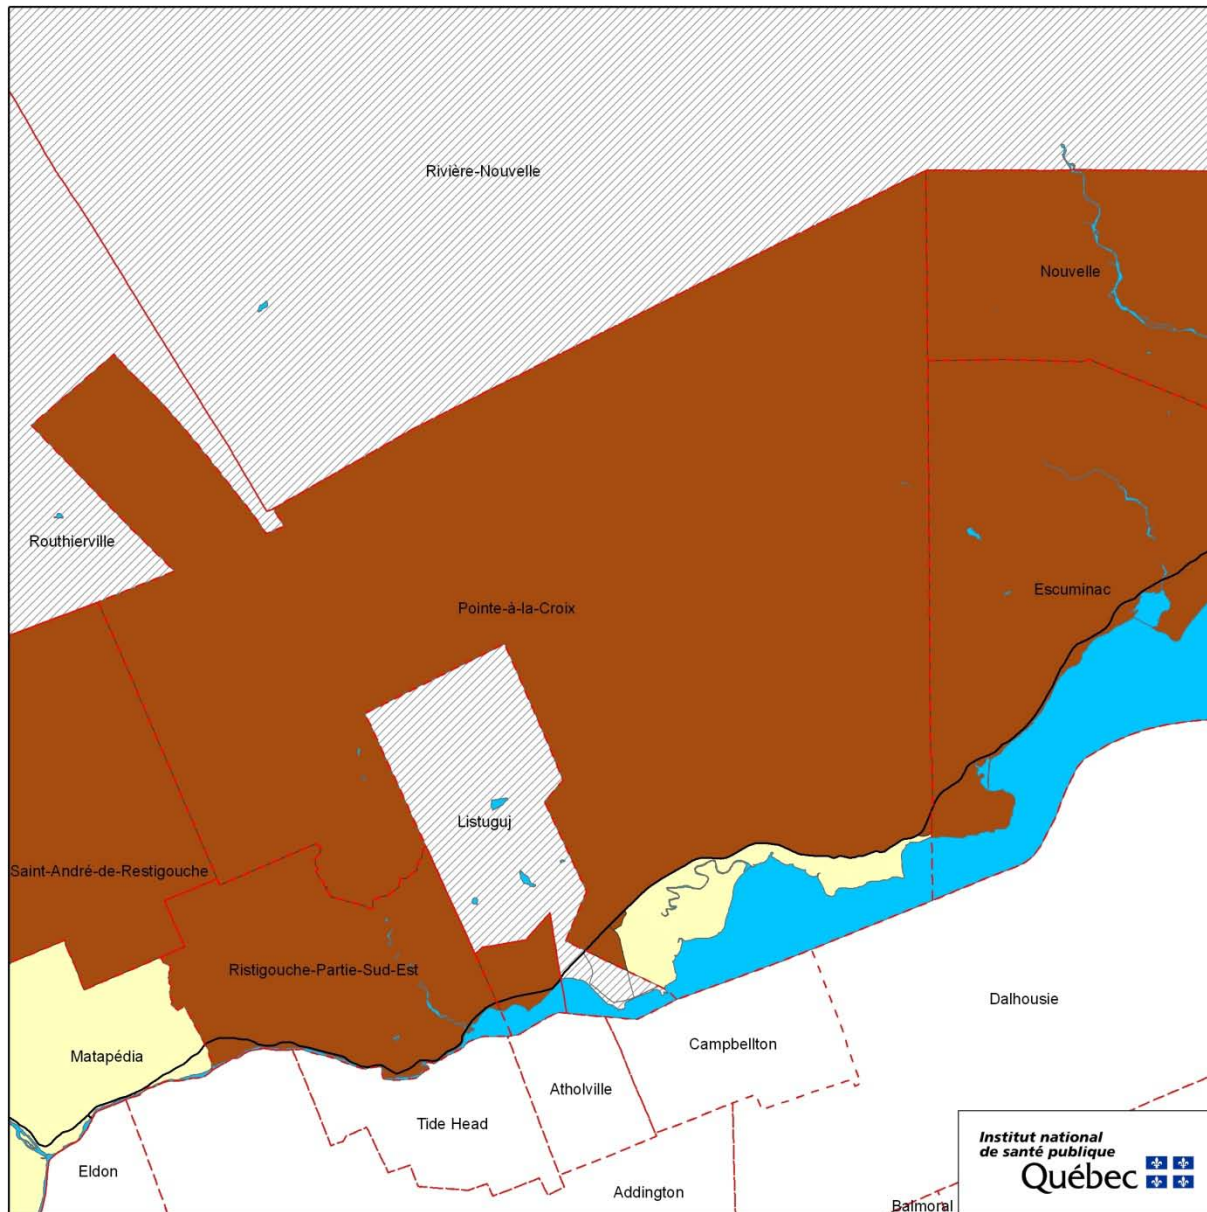 Rivière-Nouvelle
Nouvelle
Routhierville
Escuminac
Pointe-à-la-Croix
Listuguj
Saint-André-de-Restigouche
Ristigouche-Partie-Sud-Est
Dalhousie
Matapédia
Campbellton
Atholville
Tide Head
Eldon
Addington
Balmoral
Institut national
de santé publique
Québec